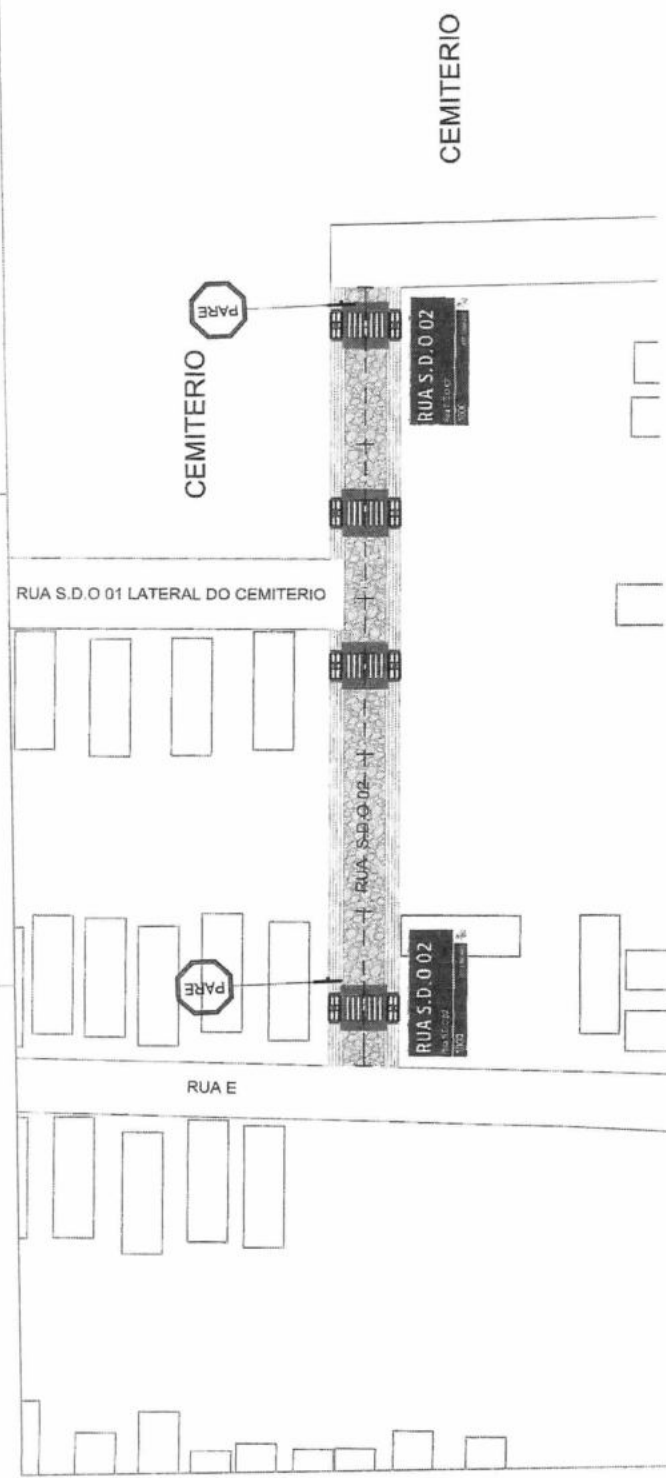 CEMITERIO
PARE
CEMITERIO
RUA S.D.O 02
RUA S.D.O 01 LATERAL DO CEMITERIO
RUA S.D.O 02
PARE
RUA S.D.O 02
RUA E